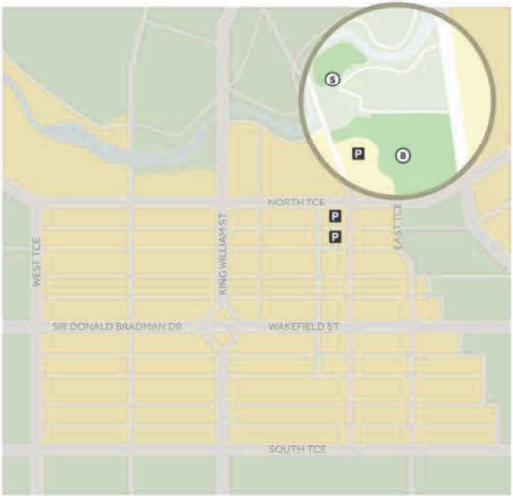 S
P
B
NORTH TCE
P
P
WEST TCE
KING WILLIAM ST
EAST TCE
SIR DONALD BRADMAN DR
WAKEFIELD ST
SOUTH TCE